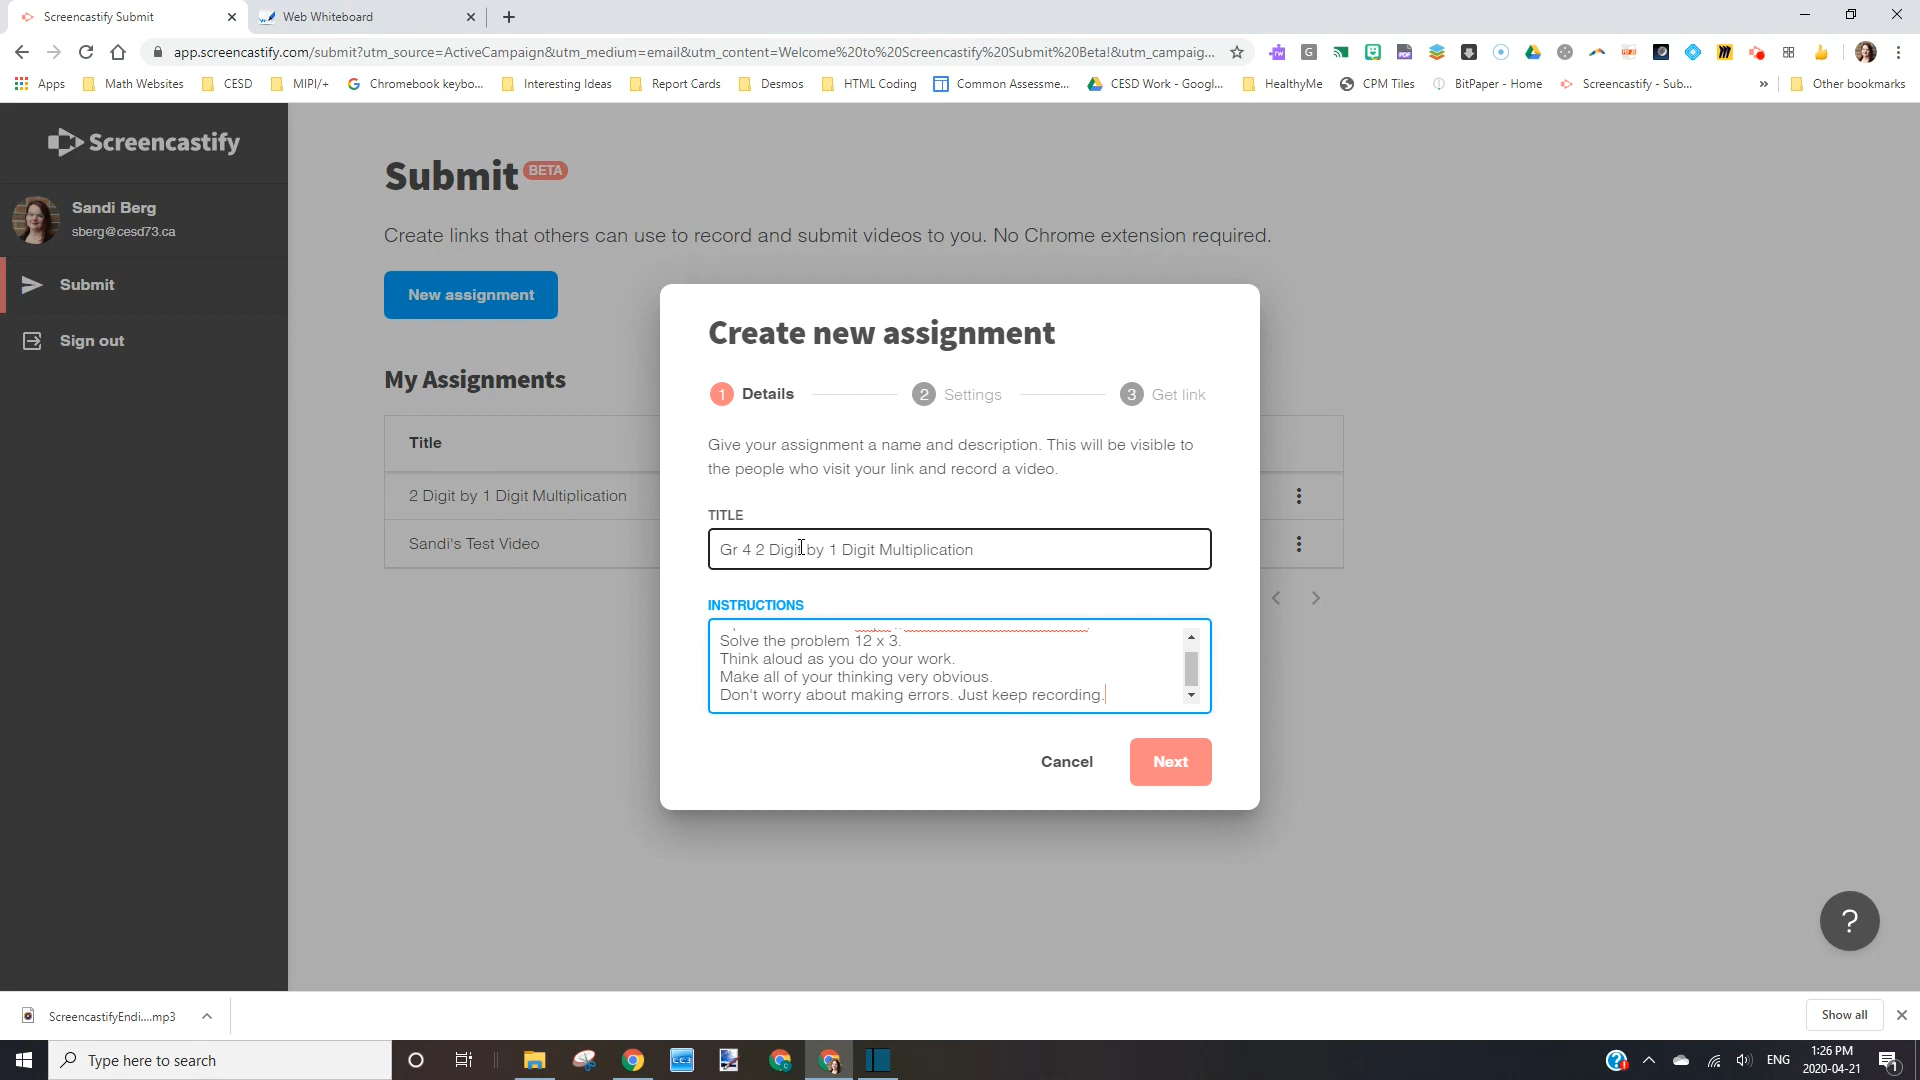 Screencastify Submit
Web Whiteboard
app.screencastify.com/submit?utm_source=ActiveCampaign&utm_medium=email&utm_content=Welcome%20to%20Screencastify%20Submit%20Beta!&utm_campaig...
Apps
Math Websites
CESD
MIPI/+
Chromebook keybo...
Interesting Ideas
Report Cards
Desmos
HTML Coding
Common Assessme...
CESD Work - Googl...
HealthyMe
CPM Tiles
BitPaper - Home
Screencastify - Sub...
»
Other bookmarks
Screencastify
Sandi Berg
sberg@cesd73.ca
Submit
Sign out
Submit BETA
Create links that others can use to record and submit videos to you. No Chrome extension required.
New assignment
My Assignments
Title
2 Digit by 1 Digit Multiplication
Sandi's Test Video
Create new assignment
1 Details
2 Settings
3 Get link
Give your assignment a name and description. This will be visible to
the people who visit your link and record a video.
TITLE
Gr 4 2 Digit by 1 Digit Multiplication
INSTRUCTIONS
Solve the problem 12 x 3.
Think aloud as you do your work.
Make all of your thinking very obvious.
Don't worry about making errors. Just keep recording.
Cancel
Next
?
ScreencastifyEndi....mp3
Show all
Type here to search
ENG
1:26 PM
2020-04-21
1